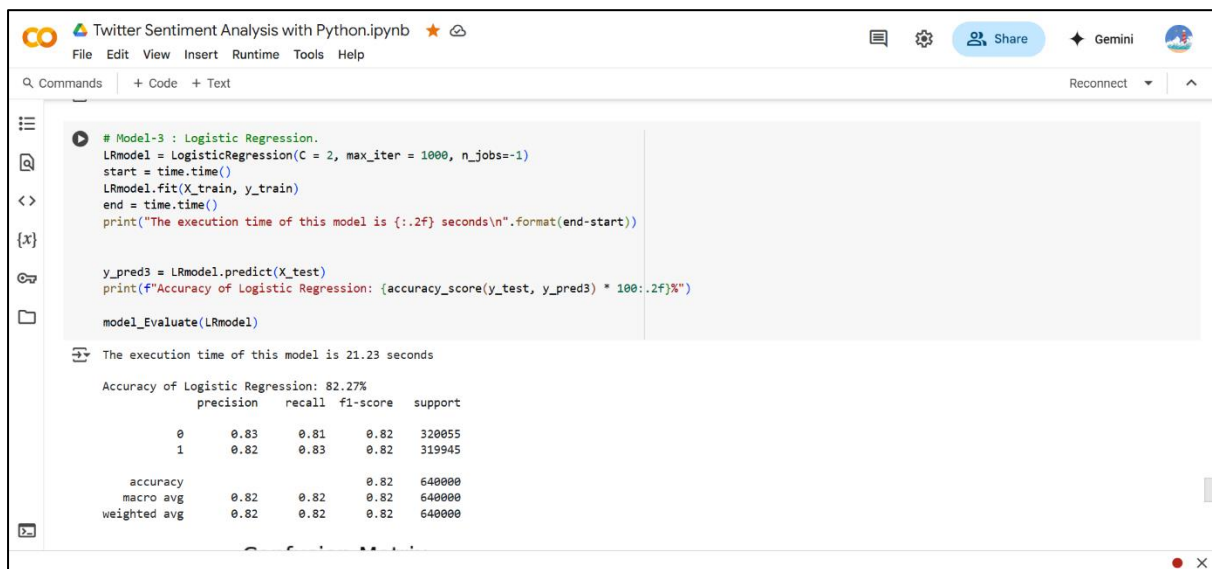 Twitter Sentiment Analysis with Python.ipynb
File Edit View Insert Runtime Tools Help
Share
Gemini
Commands + Code + Text
Reconnect
# Model-3 : Logistic Regression.
LRmodel = LogisticRegression(C = 2, max_iter = 1000, n_jobs=-1)
start = time.time()
LRmodel.fit(X_train, y_train)
end = time.time()
print("The execution time of this model is {:.2f} seconds\n".format(end-start))
y_pred3 = LRmodel.predict(X_test)
print(f"Accuracy of Logistic Regression: {accuracy_score(y_test, y_pred3) * 100:.2f}%")
model_Evaluate(LRmodel)
The execution time of this model is 21.23 seconds
Accuracy of Logistic Regression: 82.27%
precision recall f1-score support
0 0.83 0.81 0.82 320055
1 0.82 0.83 0.82 319945
accuracy 0.82 640000
macro avg 0.82 0.82 0.82 640000
weighted avg 0.82 0.82 0.82 640000